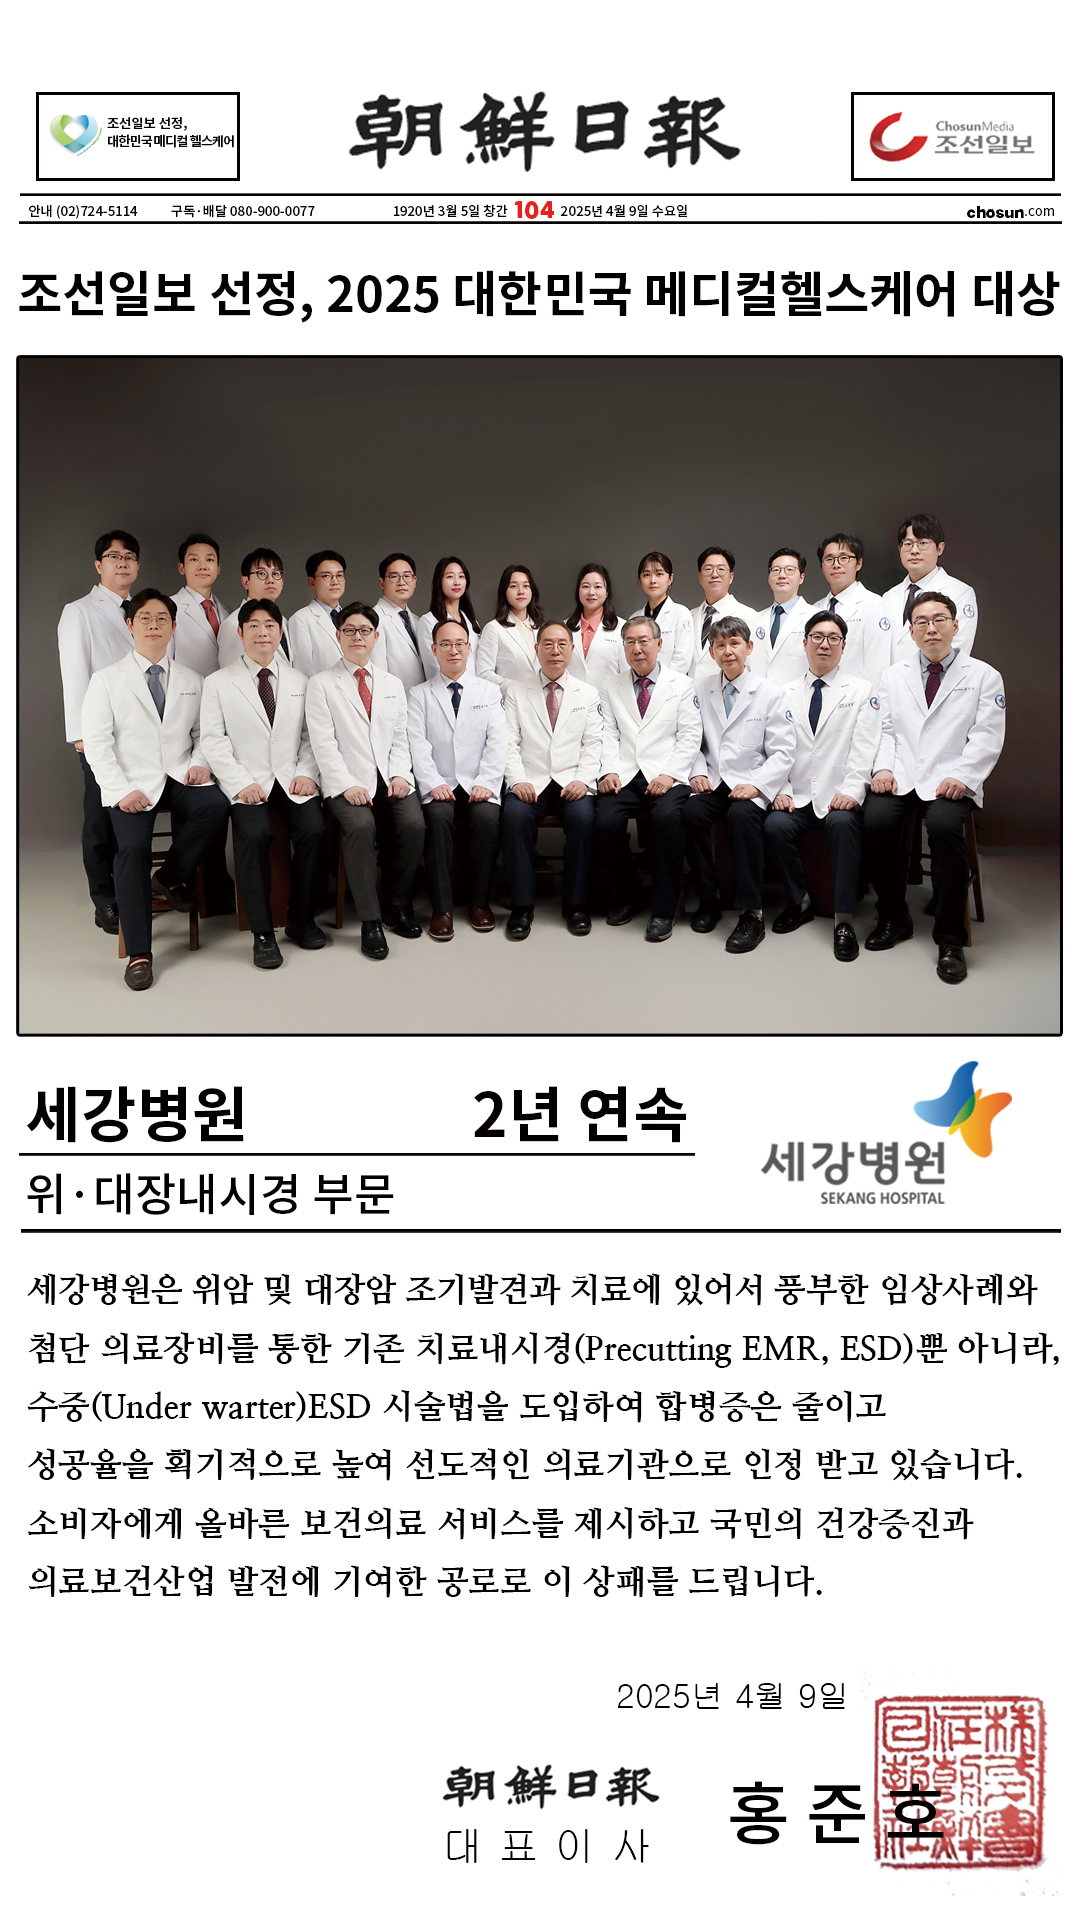 조선일보 선정,
대한민국 메디컬 헬스케어
朝鮮日報
ChosunMedia
조선일보
안내 (02)724-5114 구독·배달 080-900-0077 1920년 3월 5일 창간 104 2025년 4월 9일 수요일 chosun.com
조선일보 선정, 2025 대한민국 메디컬헬스케어 대상
세강병원 2년 연속
세강병원
SEKANG HOSPITAL
위·대장내시경 부문
세강병원은 위암 및 대장암 조기발견과 치료에 있어서 풍부한 임상사례와
첨단 의료장비를 통한 기존 치료내시경(Precutting EMR, ESD)뿐 아니라,
수중(Under warter)ESD 시술법을 도입하여 합병증은 줄이고
성공율을 획기적으로 높여 선도적인 의료기관으로 인정 받고 있습니다.
소비자에게 올바른 보건의료 서비스를 제시하고 국민의 건강증진과
의료보건산업 발전에 기여한 공로로 이 상패를 드립니다.
2025년 4월 9일
朝鮮日報
대표이사
홍준호